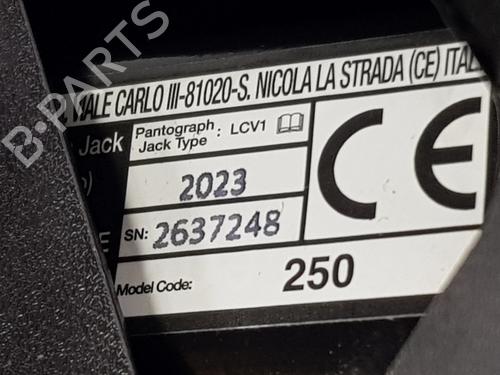 VIALE CARLO III-81020-S. NICOLA LA STRADA (CE) ITAL
Jack Pantograph Jack Type: LCV1
2023
SN: 2637248
CE
Model Code: 250
B-PARTS